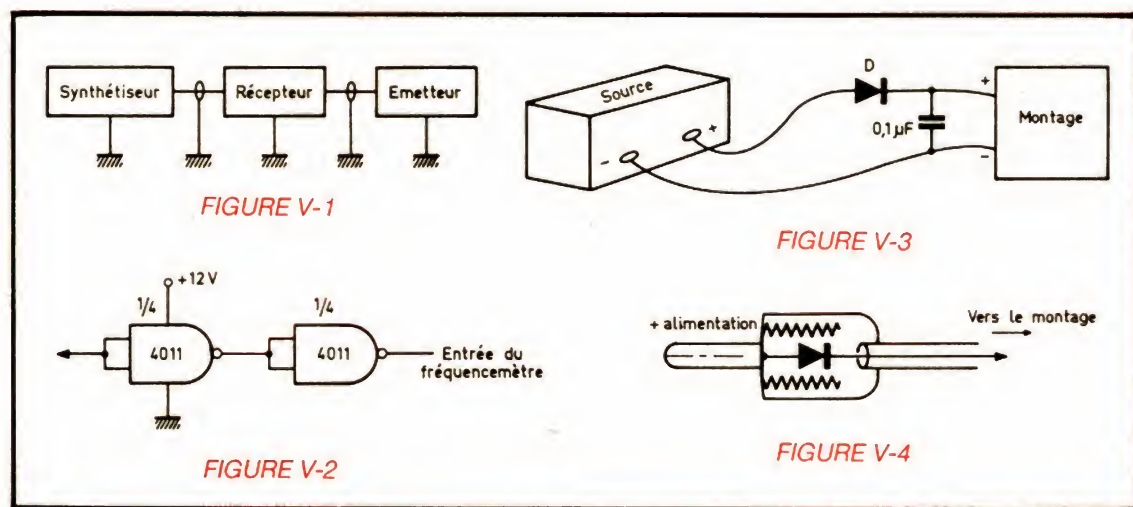 Synthétiseur
Récepteur
Emetteur
FIGURE V-1
Source
+
-
D
0,1 µF
+
-
Montage
FIGURE V-3
+12V
1/4
4011
1/4
4011
Entrée du
fréquencemètre
FIGURE V-2
+ alimentation
Vers le montage
FIGURE V-4